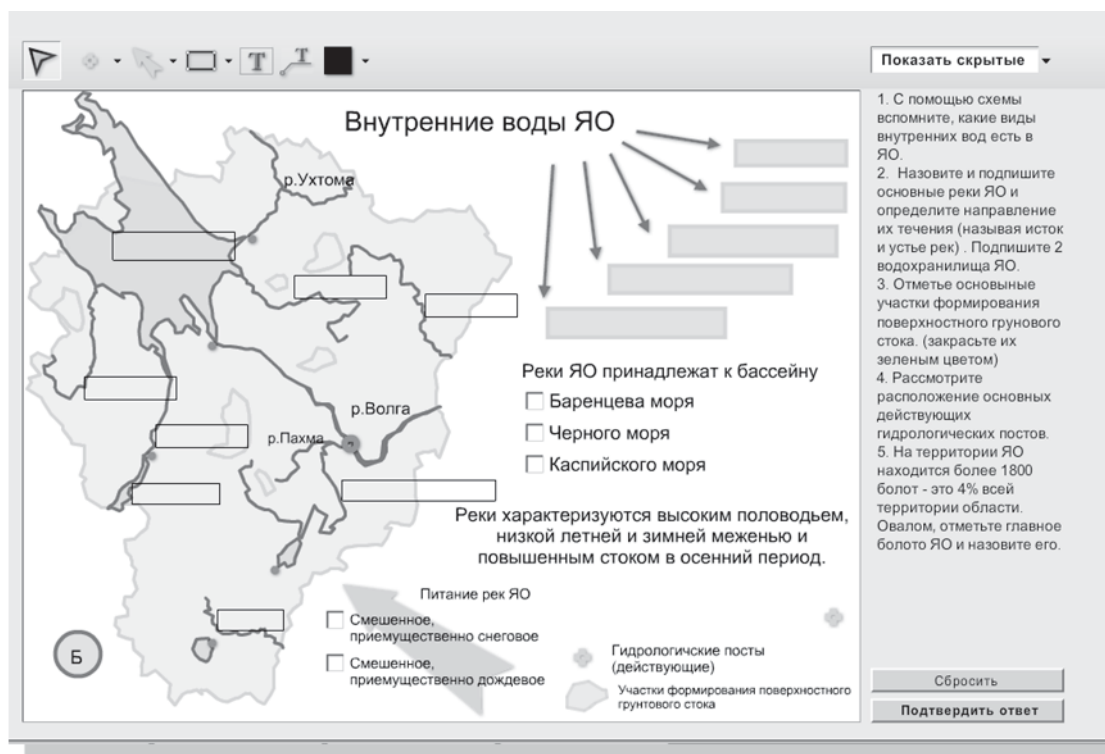 Показать скрытые
Внутренние воды ЯО
р.Ухтома
р.Волга
р.Пахма
Б
Реки ЯО принадлежат к бассейну
Баренцева моря
Черного моря
Каспийского моря
Реки характеризуются высоким половодьем,
низкой летней и зимней меженью и
повышенным стоком в осенний период.
Питание рек ЯО
Смешенное,
приемущественно снеговое
Смешенное,
приемущественно дождевое
Гидрологичские посты
(действующие)
Участки формирования поверхностного
грунтового стока
1. С помощью схемы
вспомните, какие виды
внутренних вод есть в
ЯО.
2. Назовите и подпишите
основные реки ЯО и
определите направление
их течения (называя исток
и устье рек) . Подпишите 2
водохранилища ЯО.
3. Отметье основыные
участки формирования
поверхностного грунового
стока. (закрасьте их
зеленым цветом)
4. Рассмотрите
расположение основных
действующих
гидрологических постов.
5. На территории ЯО
находится более 1800
болот - это 4% всей
территории области.
Овалом, отметьте главное
болото ЯО и назовите его.
Сбросить
Подтвердить ответ